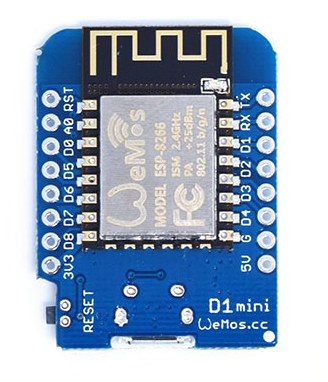 RST
A0
D0
D5
D6
D7
D8
3V3
TX
RX
D1
D2
D3
D4
G
5V
WeMos
MODEL ESP-8266
ISM 2.4GHz
PA +25dBm
802.11 b/g/n
FC
RESET
D1 mini
WeMos.cc